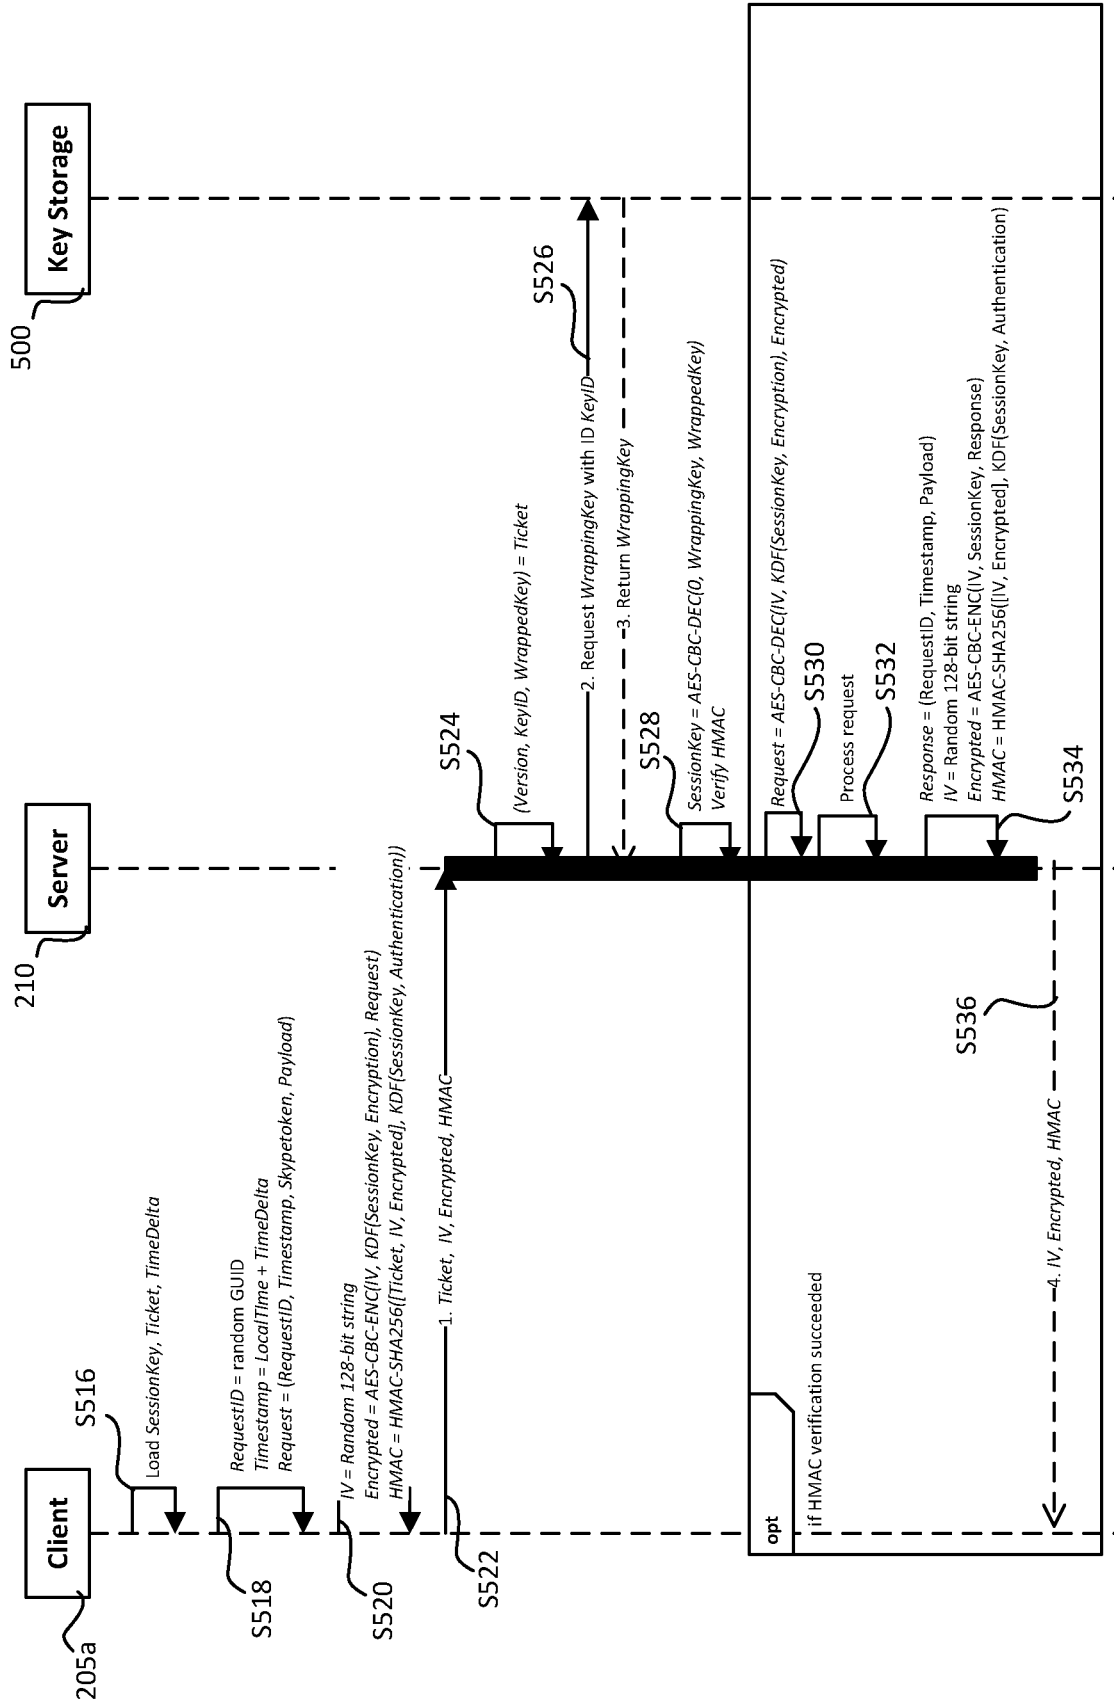 Client
205a
Server
210
Key Storage
500
S516
Load SessionKey, Ticket, TimeDelta
S518
RequestID = random GUID
Timestamp = LocalTIme + TimeDelta
Request = (RequestID, Timestamp, Skypetoken, Payload)
S520
IV = Random 128-bit string
Encrypted = AES-CBC-ENC(IV, KDF(SessionKey, Encryption), Request)
HMAC = HMAC-SHA256([Ticket, IV, Encrypted], KDF(SessionKey, Authentication))
S522
1. Ticket, IV, Encrypted, HMAC
S524
(Version, KeyID, WrappedKey) = Ticket
2. Request WrappingKey with ID KeyID
S526
3. Return WrappingKey
S528
SessionKey = AES-CBC-DEC(0, WrappingKey, WrappedKey)
Verify HMAC
opt
if HMAC verification succeeded
Request = AES-CBC-DEC(IV, KDF(SessionKey, Encryption), Encrypted)
S530
Process request
S532
Response = (RequestID, Timestamp, Payload)
IV = Random 128-bit string
Encrypted = AES-CBC-ENC(IV, SessionKey, Response)
HMAC = HMAC-SHA256([IV, Encrypted], KDF(SessionKey, Authentication)
S534
S536
4. IV, Encrypted, HMAC